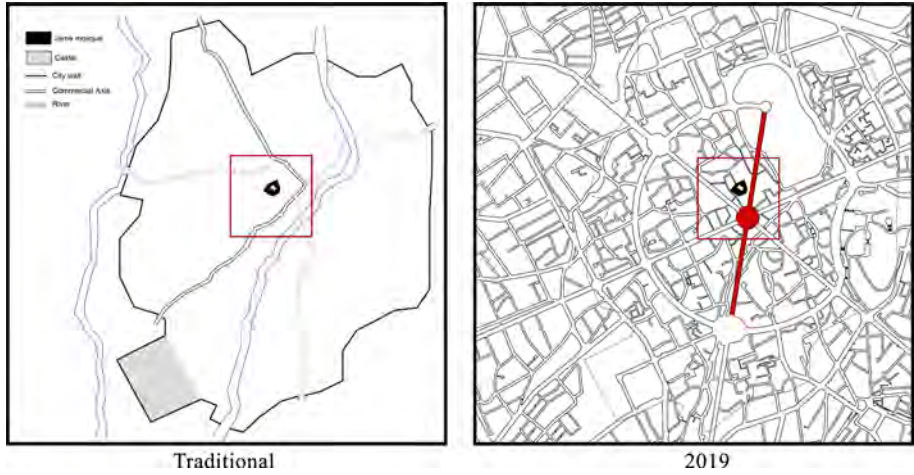 Jame mosque
Castle
City wall
Commercial Axis
River
Traditional
2019